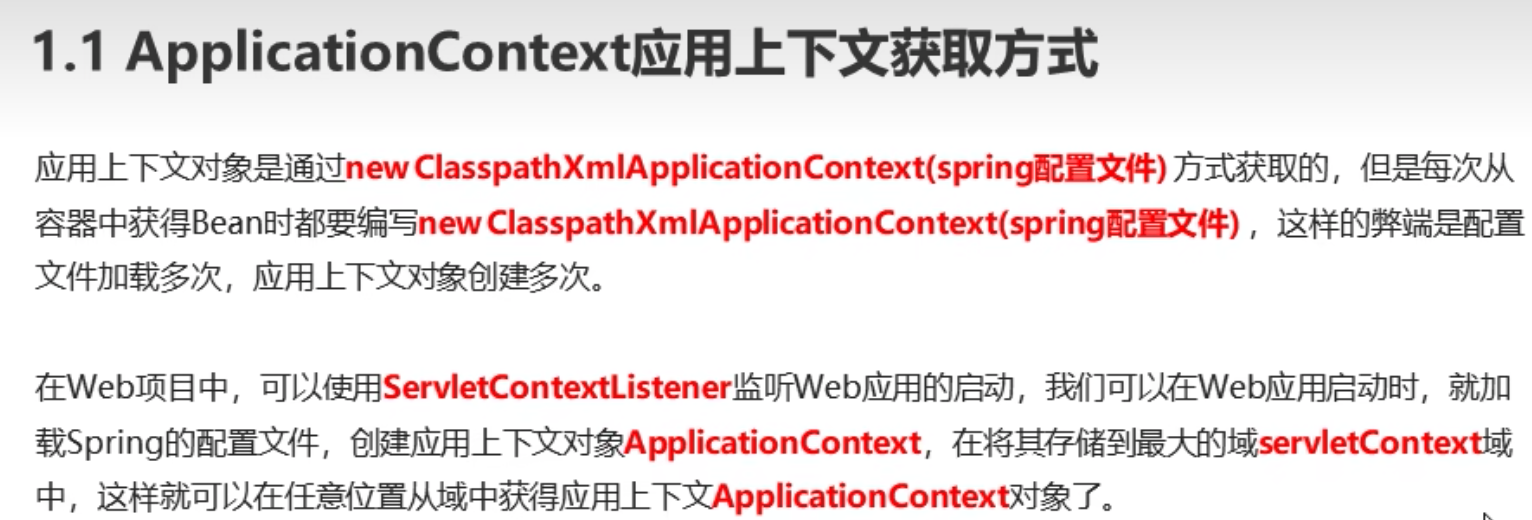 1.1 ApplicationContext应用上下文获取方式
应用上下文对象是通过new ClasspathXmlApplicationContext(spring配置文件) 方式获取的，但是每次从
容器中获得Bean时都要编写new ClasspathXmlApplicationContext(spring配置文件) ，这样的弊端是配置
文件加载多次，应用上下文对象创建多次。
在Web项目中，可以使用ServletContextListener监听Web应用的启动，我们可以在Web应用启动时，就加
载Spring的配置文件，创建应用上下文对象ApplicationContext，在将其存储到最大的域servletContext域
中，这样就可以在任意位置从域中获得应用上下文ApplicationContext对象了。